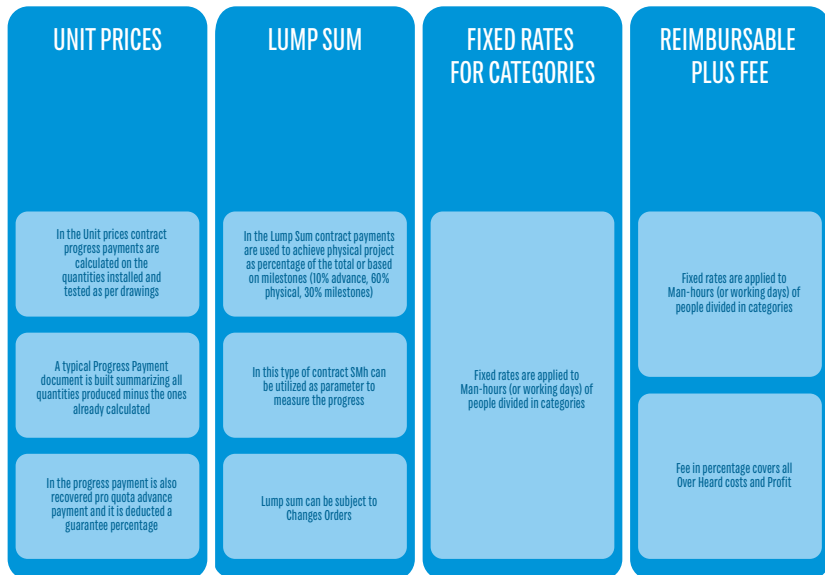 UNIT PRICES
In the Unit prices contract
progress payments are
calculated on the
quantities installed and
tested as per drawings
A typical Progress Payment
document is built summarizing all
quantities produced minus the ones
already calculated
In the progress payment is also
recovered pro quota advance
payment and it is deducted a
guarantee percentage
LUMP SUM
In the Lump Sum contract payments
are used to achieve physical project
as percentage of the total or based
on milestones (10% advance, 60%
physical, 30% milestones)
In this type of contract SMh can
be utilized as parameter to
measure the progress
Lump sum can be subject to
Changes Orders
FIXED RATES
FOR CATEGORIES
Fixed rates are applied to
Man-hours (or working days) of
people divided in categories
REIMBURSABLE
PLUS FEE
Fixed rates are applied to
Man-hours (or working days) of
people divided in categories
Fee in percentage covers all
Over Heard costs and Profit